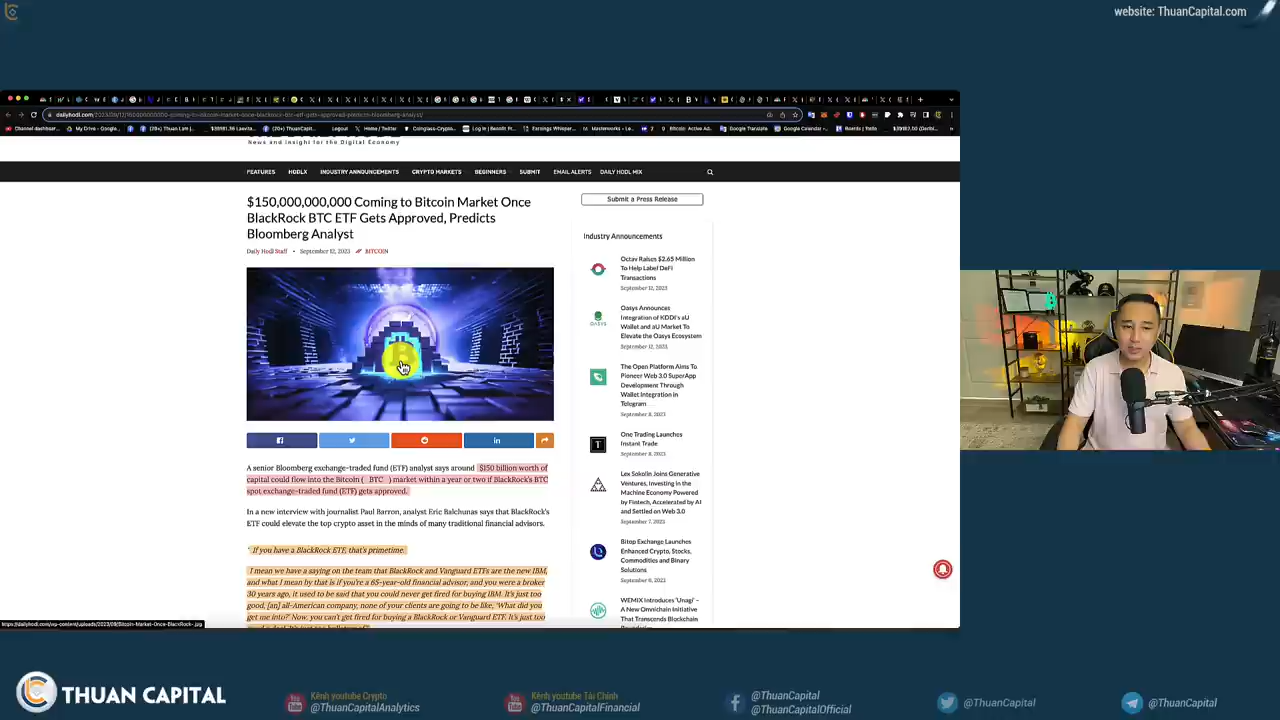 website: ThuanCapital.com
News and Insight for the Digital Economy
FEATURES HODLX INDUSTRY ANNOUNCEMENTS CRYPTO MARKETS BEGINNERS SUBMIT EMAIL ALERTS DAILY HODL MIX
$150,000,000,000 Coming to Bitcoin Market Once
BlackRock BTC ETF Gets Approved, Predicts
Bloomberg Analyst
Daily Hodl Staff • September 12, 2023 BITCOIN
A senior Bloomberg exchange-traded fund (ETF) analyst says around $150 billion worth of
capital could flow into the Bitcoin ( BTC ) market within a year or two if BlackRock's BTC
spot exchange-traded fund (ETF) gets approved.
In a new interview with journalist Paul Barron, analyst Eric Balchunas says that BlackRock's
ETF could elevate the top crypto asset in the minds of many traditional financial advisors.
" If you have a BlackRock ETF, that's primetime.
I mean we have a saying on the team that BlackRock and Vanguard ETFs are the new IBM,
and what I mean by that is if you're a 65-year-old financial advisor, and you were a broker
30 years ago, it used to be said that you could never get fired for buying IBM. It's just too
good, [an] all-American company, none of your clients are going to be like, 'What did you
get me into?' Now, you can't get fired for buying a BlackRock or Vanguard ETF. It's just too
Submit a Press Release
Industry Announcements
Octav Raises $2.65 Million
To Help Label DeFi
Transactions
September 12, 2023
Oasys Announces
Integration of KDDI's αU
Wallet and αU Market To
Elevate the Oasys Ecosystem
September 12, 2023
The Open Platform Aims To
Pioneer Web 3.0 SuperApp
Development Through
Wallet Integration in
Telegram
September 8, 2023
One Trading Launches
Instant Trade
September 8, 2023
Lex Sokolin Joins Generative
Ventures, Investing in the
Machine Economy Powered
by Fintech, Accelerated by AI
and Settled on Web 3.0
September 7, 2023
Bitop Exchange Launches
Enhanced Crypto, Stocks,
Commodities and Binary
Solutions
September 6, 2023
WEMIX Introduces 'Unagi' –
A New Omnichain Initiative
That Transcends Blockchain
THUAN CAPITAL
Kênh youtube Crypto
@ThuanCapitalAnalytics
Kênh youtube Tài Chính
@ThuanCapitalFinancial
@ThuanCapital
@ThuanCapitalOfficial
@ThuanCapital
@ThuanCapital